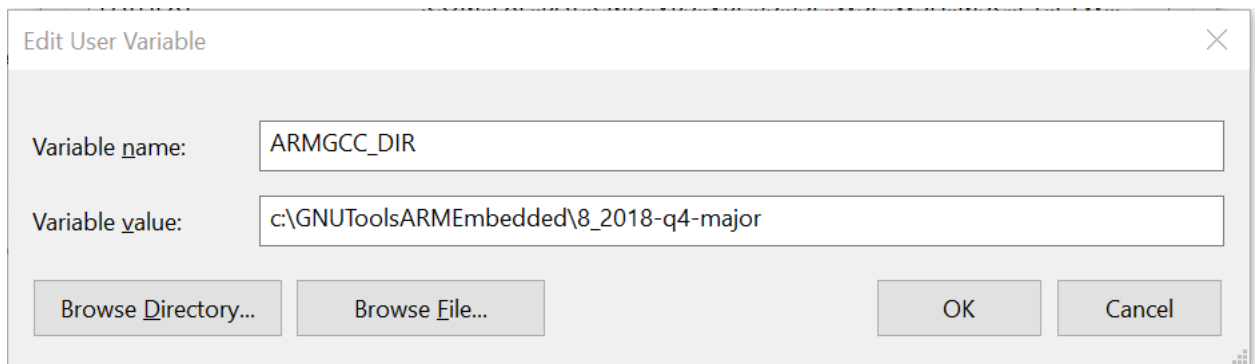 Edit User Variable
Variable name: ARMGCC_DIR
Variable value: c:\GNUToolsARMEmbedded\8_2018-q4-major
Browse Directory... Browse File... OK Cancel